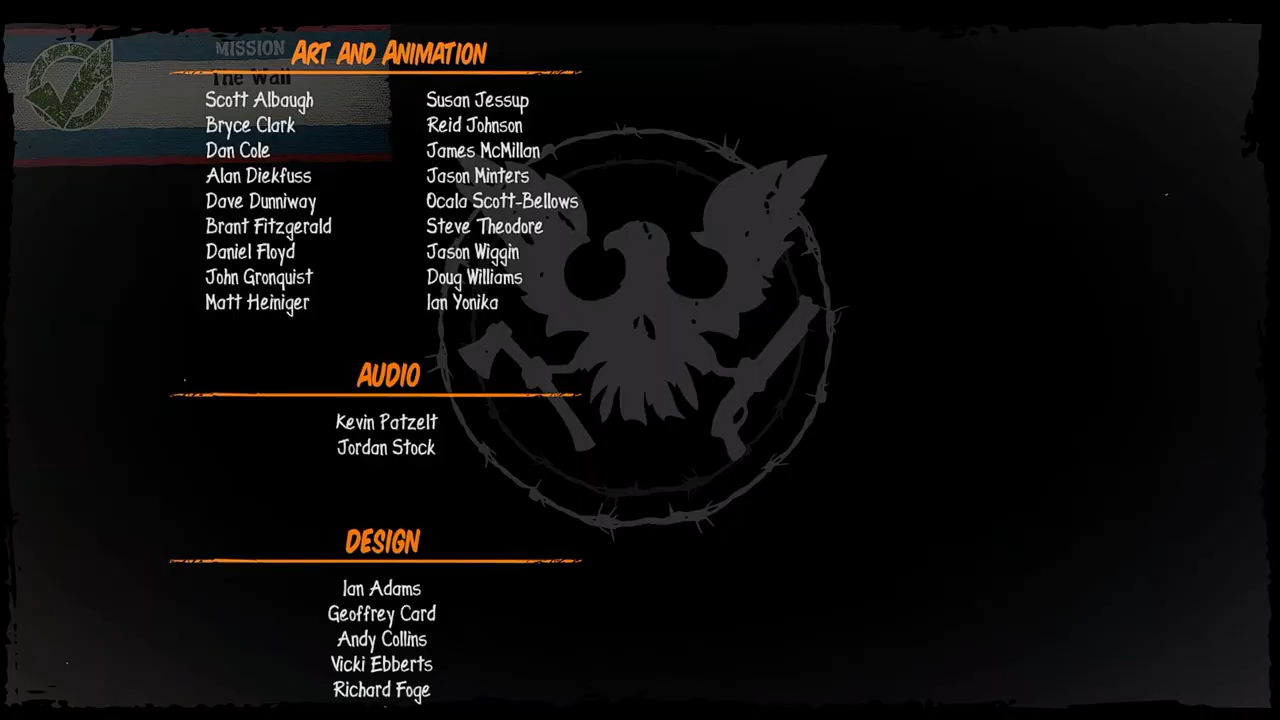 MISSION
The Wall
Art and Animation
Scott Albaugh
Bryce Clark
Dan Cole
Alan Diekfuss
Dave Dunniway
Brant Fitzgerald
Daniel Floyd
John Gronquist
Matt Heiniger
Susan Jessup
Reid Johnson
James McMillan
Jason Minters
Ocala Scott-Bellows
Steve Theodore
Jason Wiggin
Doug Williams
Ian Yonika
AUDIO
Kevin Patzelt
Jordan Stock
DESIGN
Ian Adams
Geoffrey Card
Andy Collins
Vicki Ebberts
Richard Foge